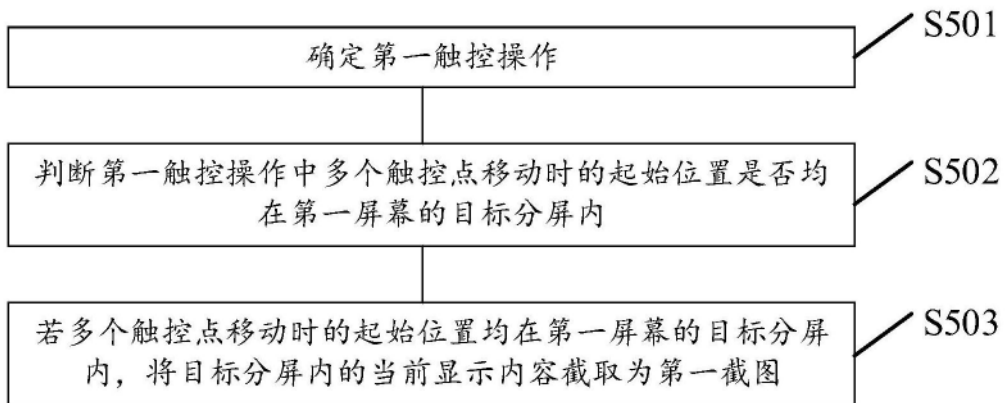 S501
确定第一触控操作
S502
判断第一触控操作中多个触控点移动时的起始位置是否均
在第一屏幕的目标分屏内
S503
若多个触控点移动时的起始位置均在第一屏幕的目标分屏
内，将目标分屏内的当前显示内容截取为第一截图